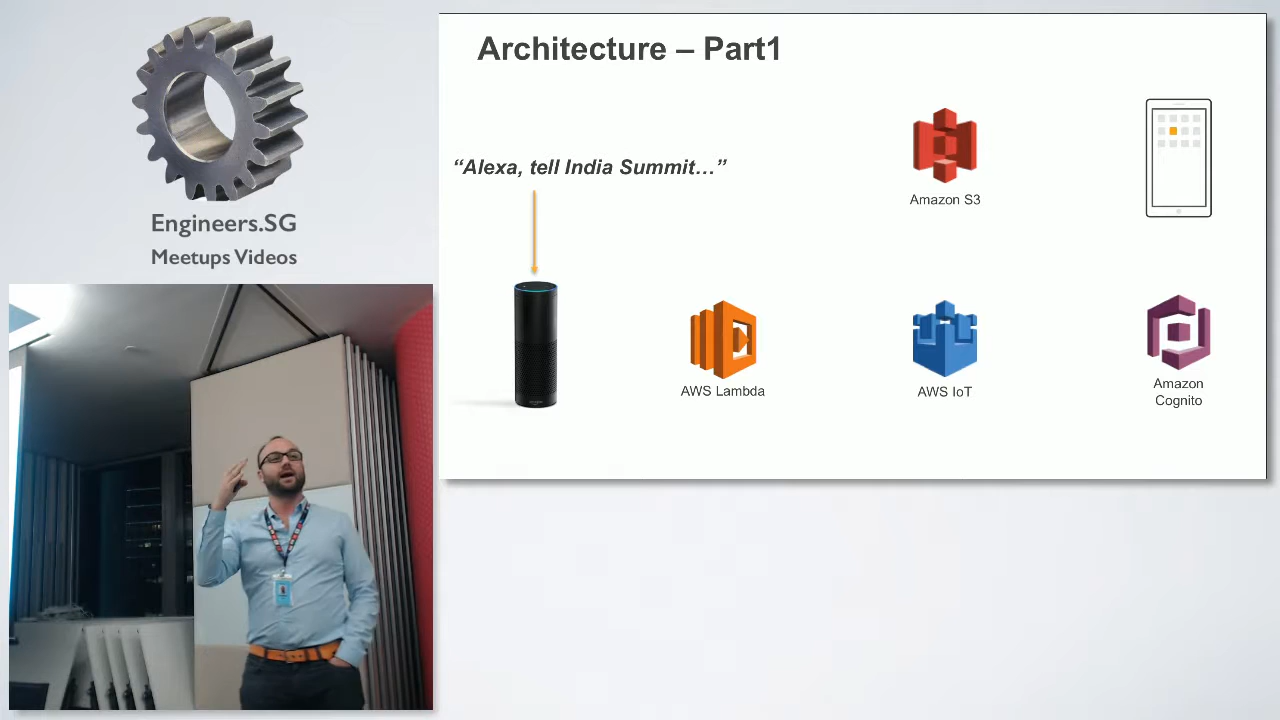 Engineers.SG
Meetups Videos
Architecture – Part1
“Alexa, tell India Summit…”
Amazon S3
AWS Lambda
AWS IoT
Amazon
Cognito